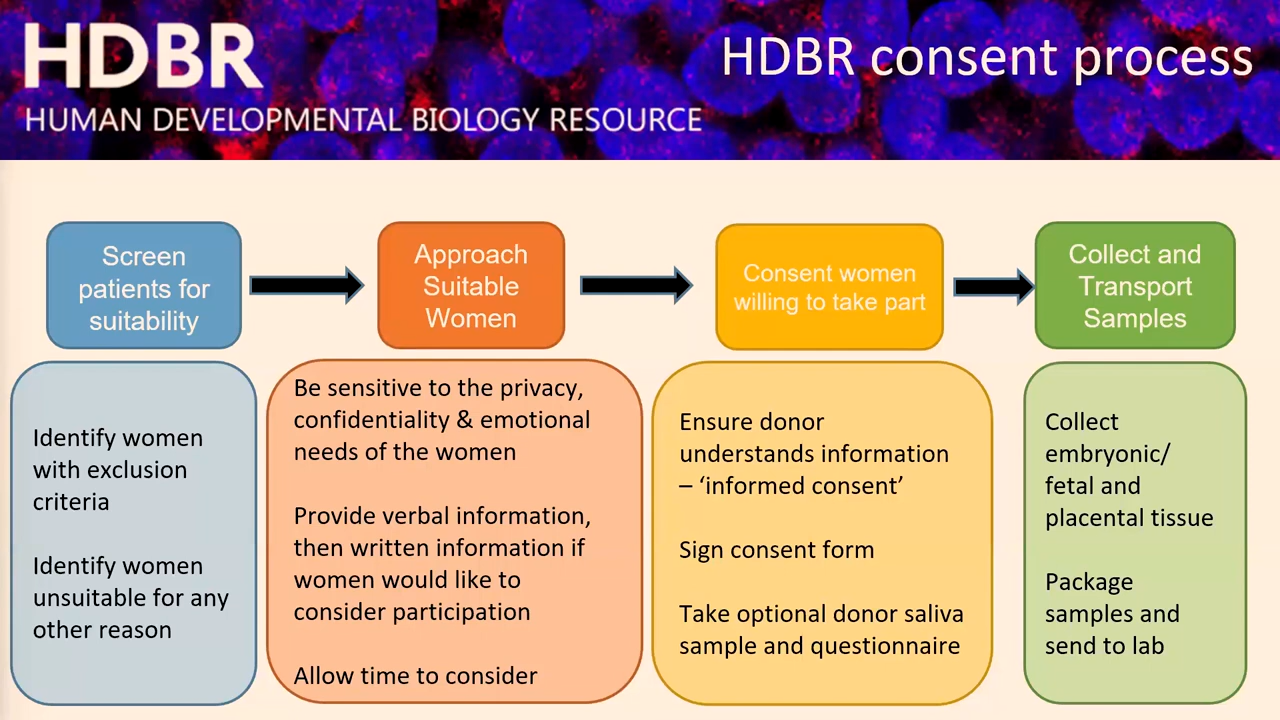 HDBR
HUMAN DEVELOPMENTAL BIOLOGY RESOURCE
HDBR consent process
Screen
patients for
suitability
Approach
Suitable
Women
Consent women
willing to take part
Collect and
Transport
Samples
Identify women
with exclusion
criteria
Identify women
unsuitable for any
other reason
Be sensitive to the privacy,
confidentiality & emotional
needs of the women
Provide verbal information,
then written information if
women would like to
consider participation
Allow time to consider
Ensure donor
understands information
– ‘informed consent’
Sign consent form
Take optional donor saliva
sample and questionnaire
Collect
embryonic/
fetal and
placental tissue
Package
samples and
send to lab